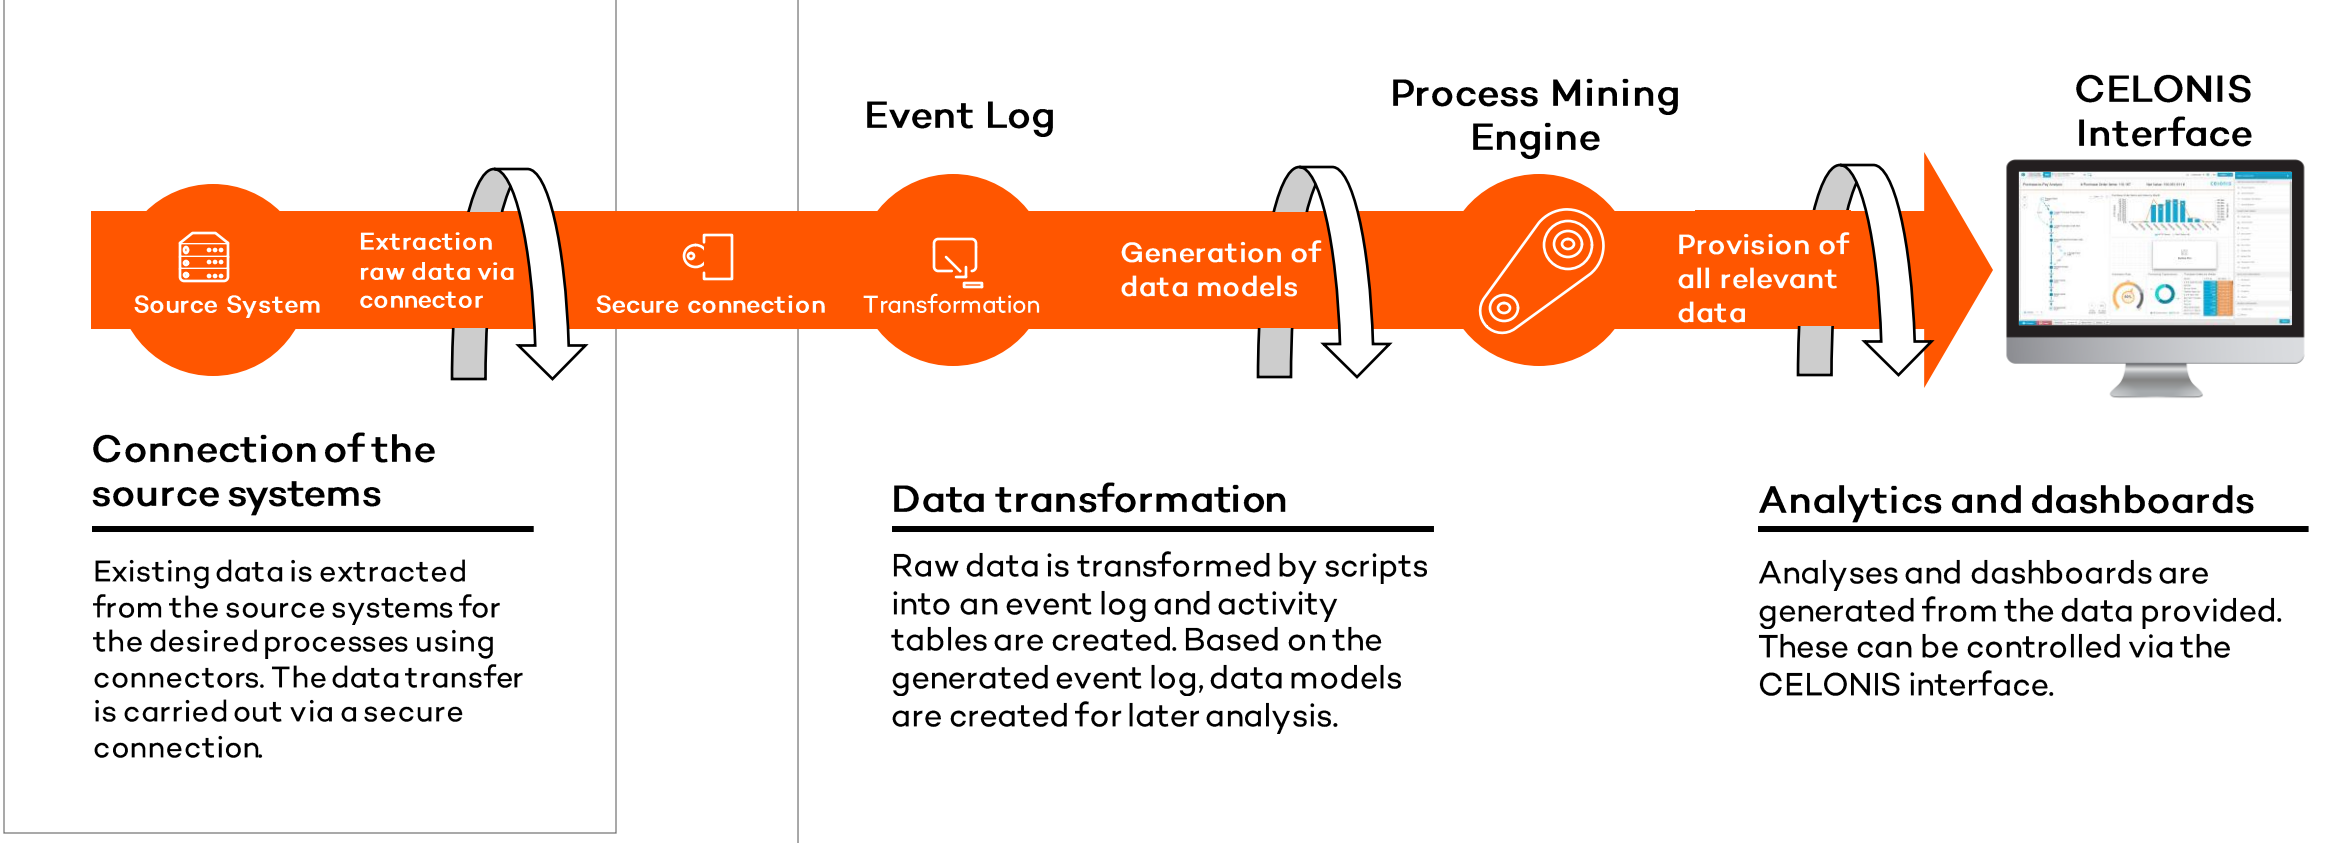 Event Log
Process Mining
Engine
CELONIS
Interface
Source System
Extraction
raw data via
connector
Secure connection
Transformation
Generation of
data models
Provision of
all relevant
data
Connection of the
source systems
Existing data is extracted
from the source systems for
the desired processes using
connectors. The data transfer
is carried out via a secure
connection.
Data transformation
Raw data is transformed by scripts
into an event log and activity
tables are created. Based on the
generated event log, data models
are created for later analysis.
Analytics and dashboards
Analyses and dashboards are
generated from the data provided.
These can be controlled via the
CELONIS interface.